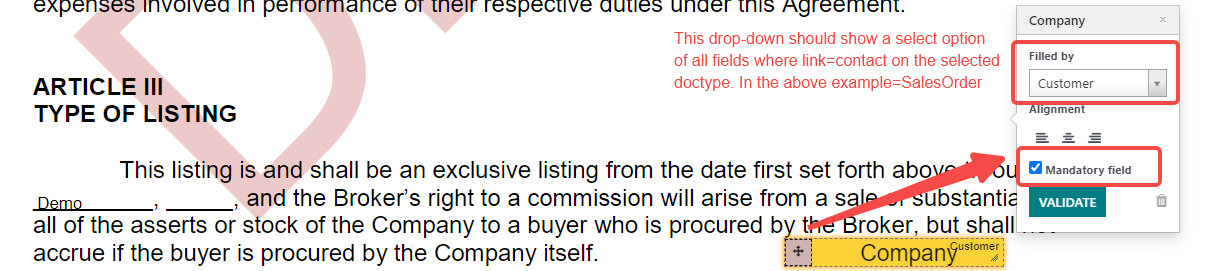 expenses involved in performance of their respective duties under this Agreement.
This drop-down should show a select option
of all fields where link=contact on the selected
doctype. In the above example=SalesOrder
Company ×
Filled by
Customer
Alignment
Mandatory field
VALIDATE
ARTICLE III
TYPE OF LISTING
This listing is and shall be an exclusive listing from the date first set forth above
Demo________, ______, and the Broker's right to a commission will arise from a sale of substantia
all of the asserts or stock of the Company to a buyer who is procured by the Broker, but shall not
accrue if the buyer is procured by the Company itself.
Company
Customer